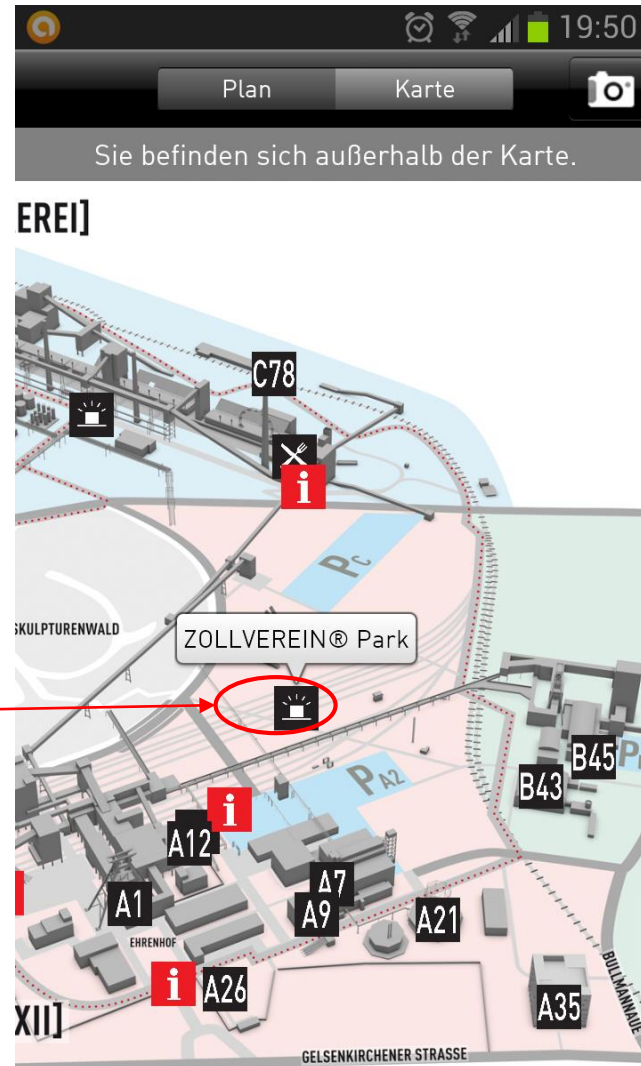 19:50
Plan Karte
Sie befinden sich außerhalb der Karte.
EREI]
C78
i
PC
SKULPTURENWALD
ZOLLVEREIN® Park
B45
P
B43
PA2
i
A12
A7
A1
A9
A21
EHRENHOF
i A26
A35
BULLMANNAUE
XII]
GELSENKIRCHENER STRASSE